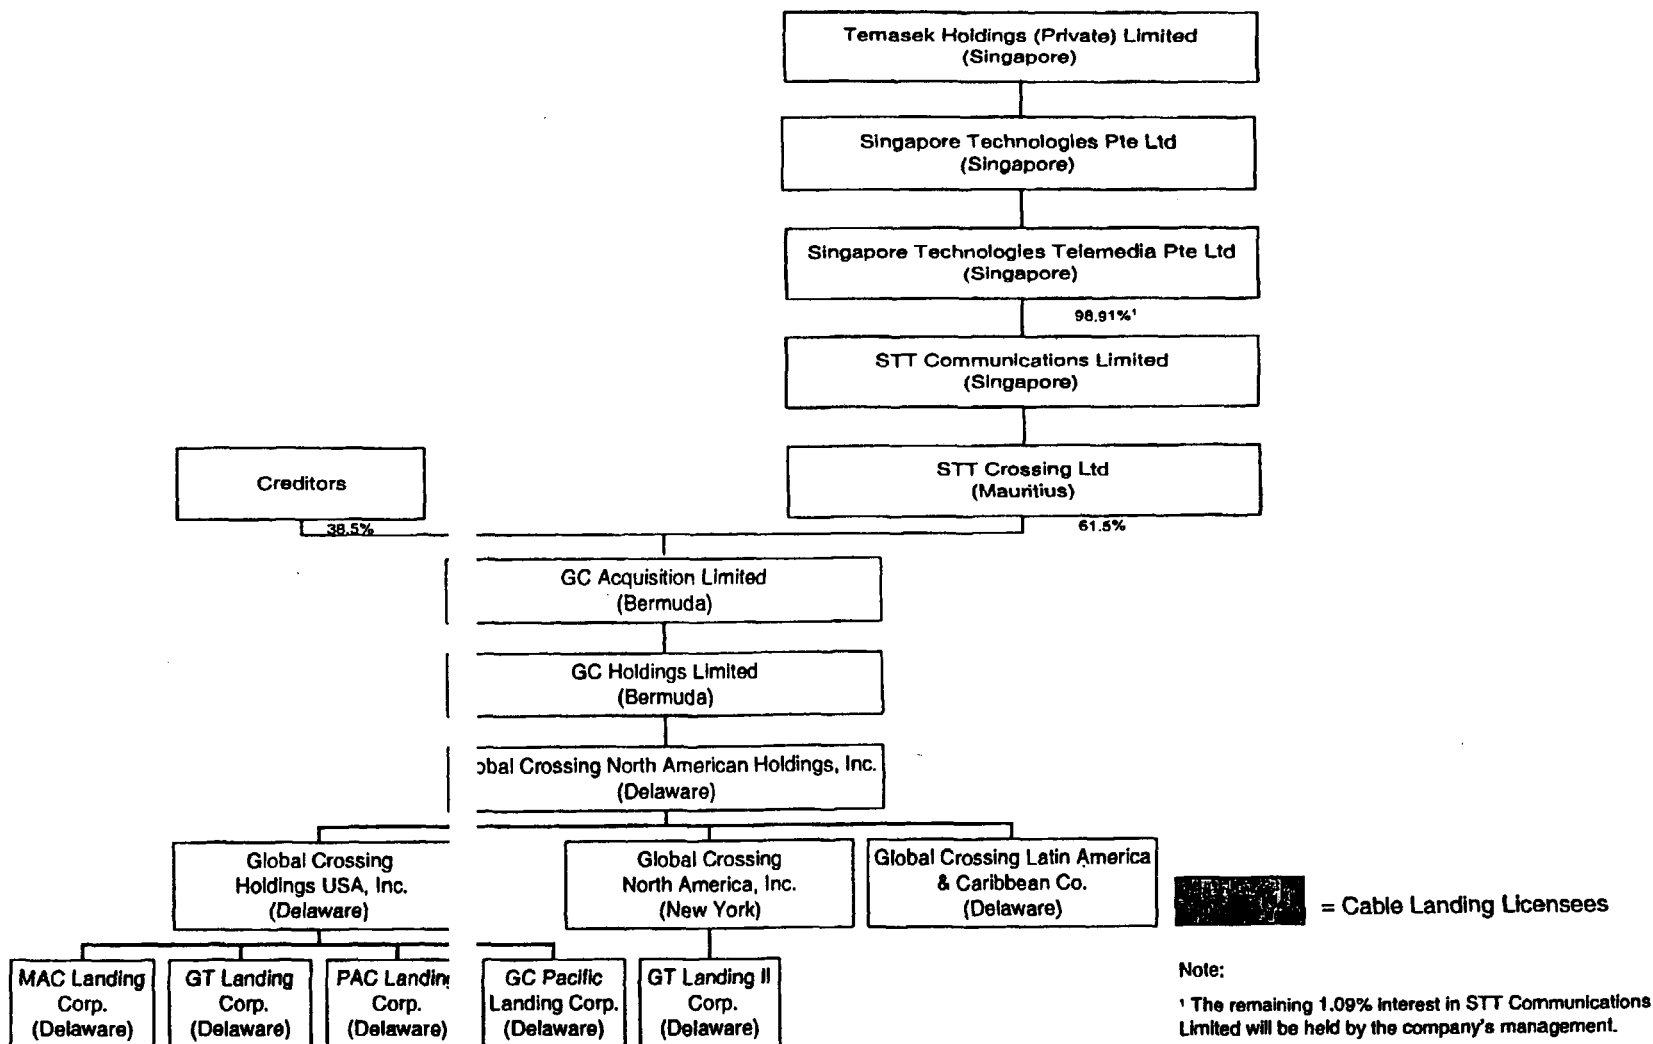 Temasek Holdings (Private) Limited
(Singapore)
Singapore Technologies Pte Ltd
(Singapore)
Singapore Technologies Telemedia Pte Ltd
(Singapore)
98.91%¹
STT Communications Limited
(Singapore)
Creditors
STT Crossing Ltd
(Mauritius)
38.5%
61.5%
GC Acquisition Limited
(Bermuda)
GC Holdings Limited
(Bermuda)
obal Crossing North American Holdings, Inc.
(Delaware)
Global Crossing
Holdings USA, Inc.
(Delaware)
Global Crossing
North America, Inc.
(New York)
Global Crossing Latin America
& Caribbean Co.
(Delaware)
= Cable Landing Licensees
MAC Landing
Corp.
(Delaware)
GT Landing
Corp.
(Delaware)
PAC Landing
Corp.
(Delaware)
GC Pacific
Landing Corp.
(Delaware)
GT Landing II
Corp.
(Delaware)
Note:
¹ The remaining 1.09% interest in STT Communications
Limited will be held by the company's management.